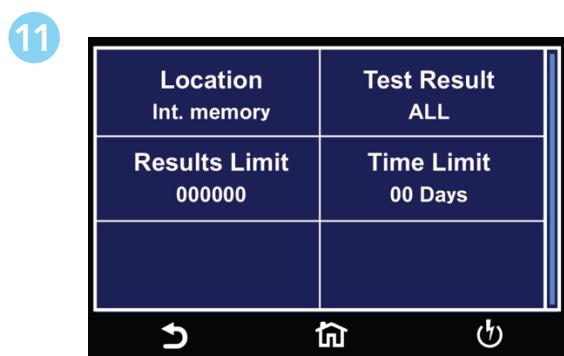 11
Location
Int. memory
Test Result
ALL
Results Limit
000000
Time Limit
00 Days